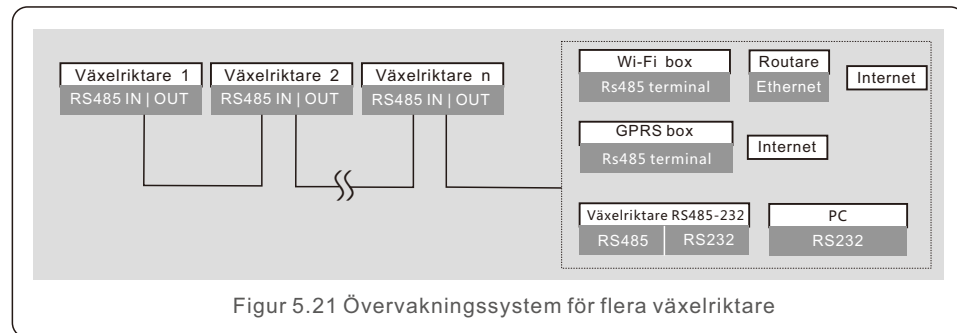 Växelriktare 1
RS485 IN | OUT
Växelriktare 2
RS485 IN | OUT
Växelriktare n
RS485 IN | OUT
Wi-Fi box
Rs485 terminal
Routare
Ethernet
Internet
GPRS box
Rs485 terminal
Internet
Växelriktare RS485-232
RS485 RS232
PC
RS232
Figur 5.21 Övervakningssystem för flera växelriktare